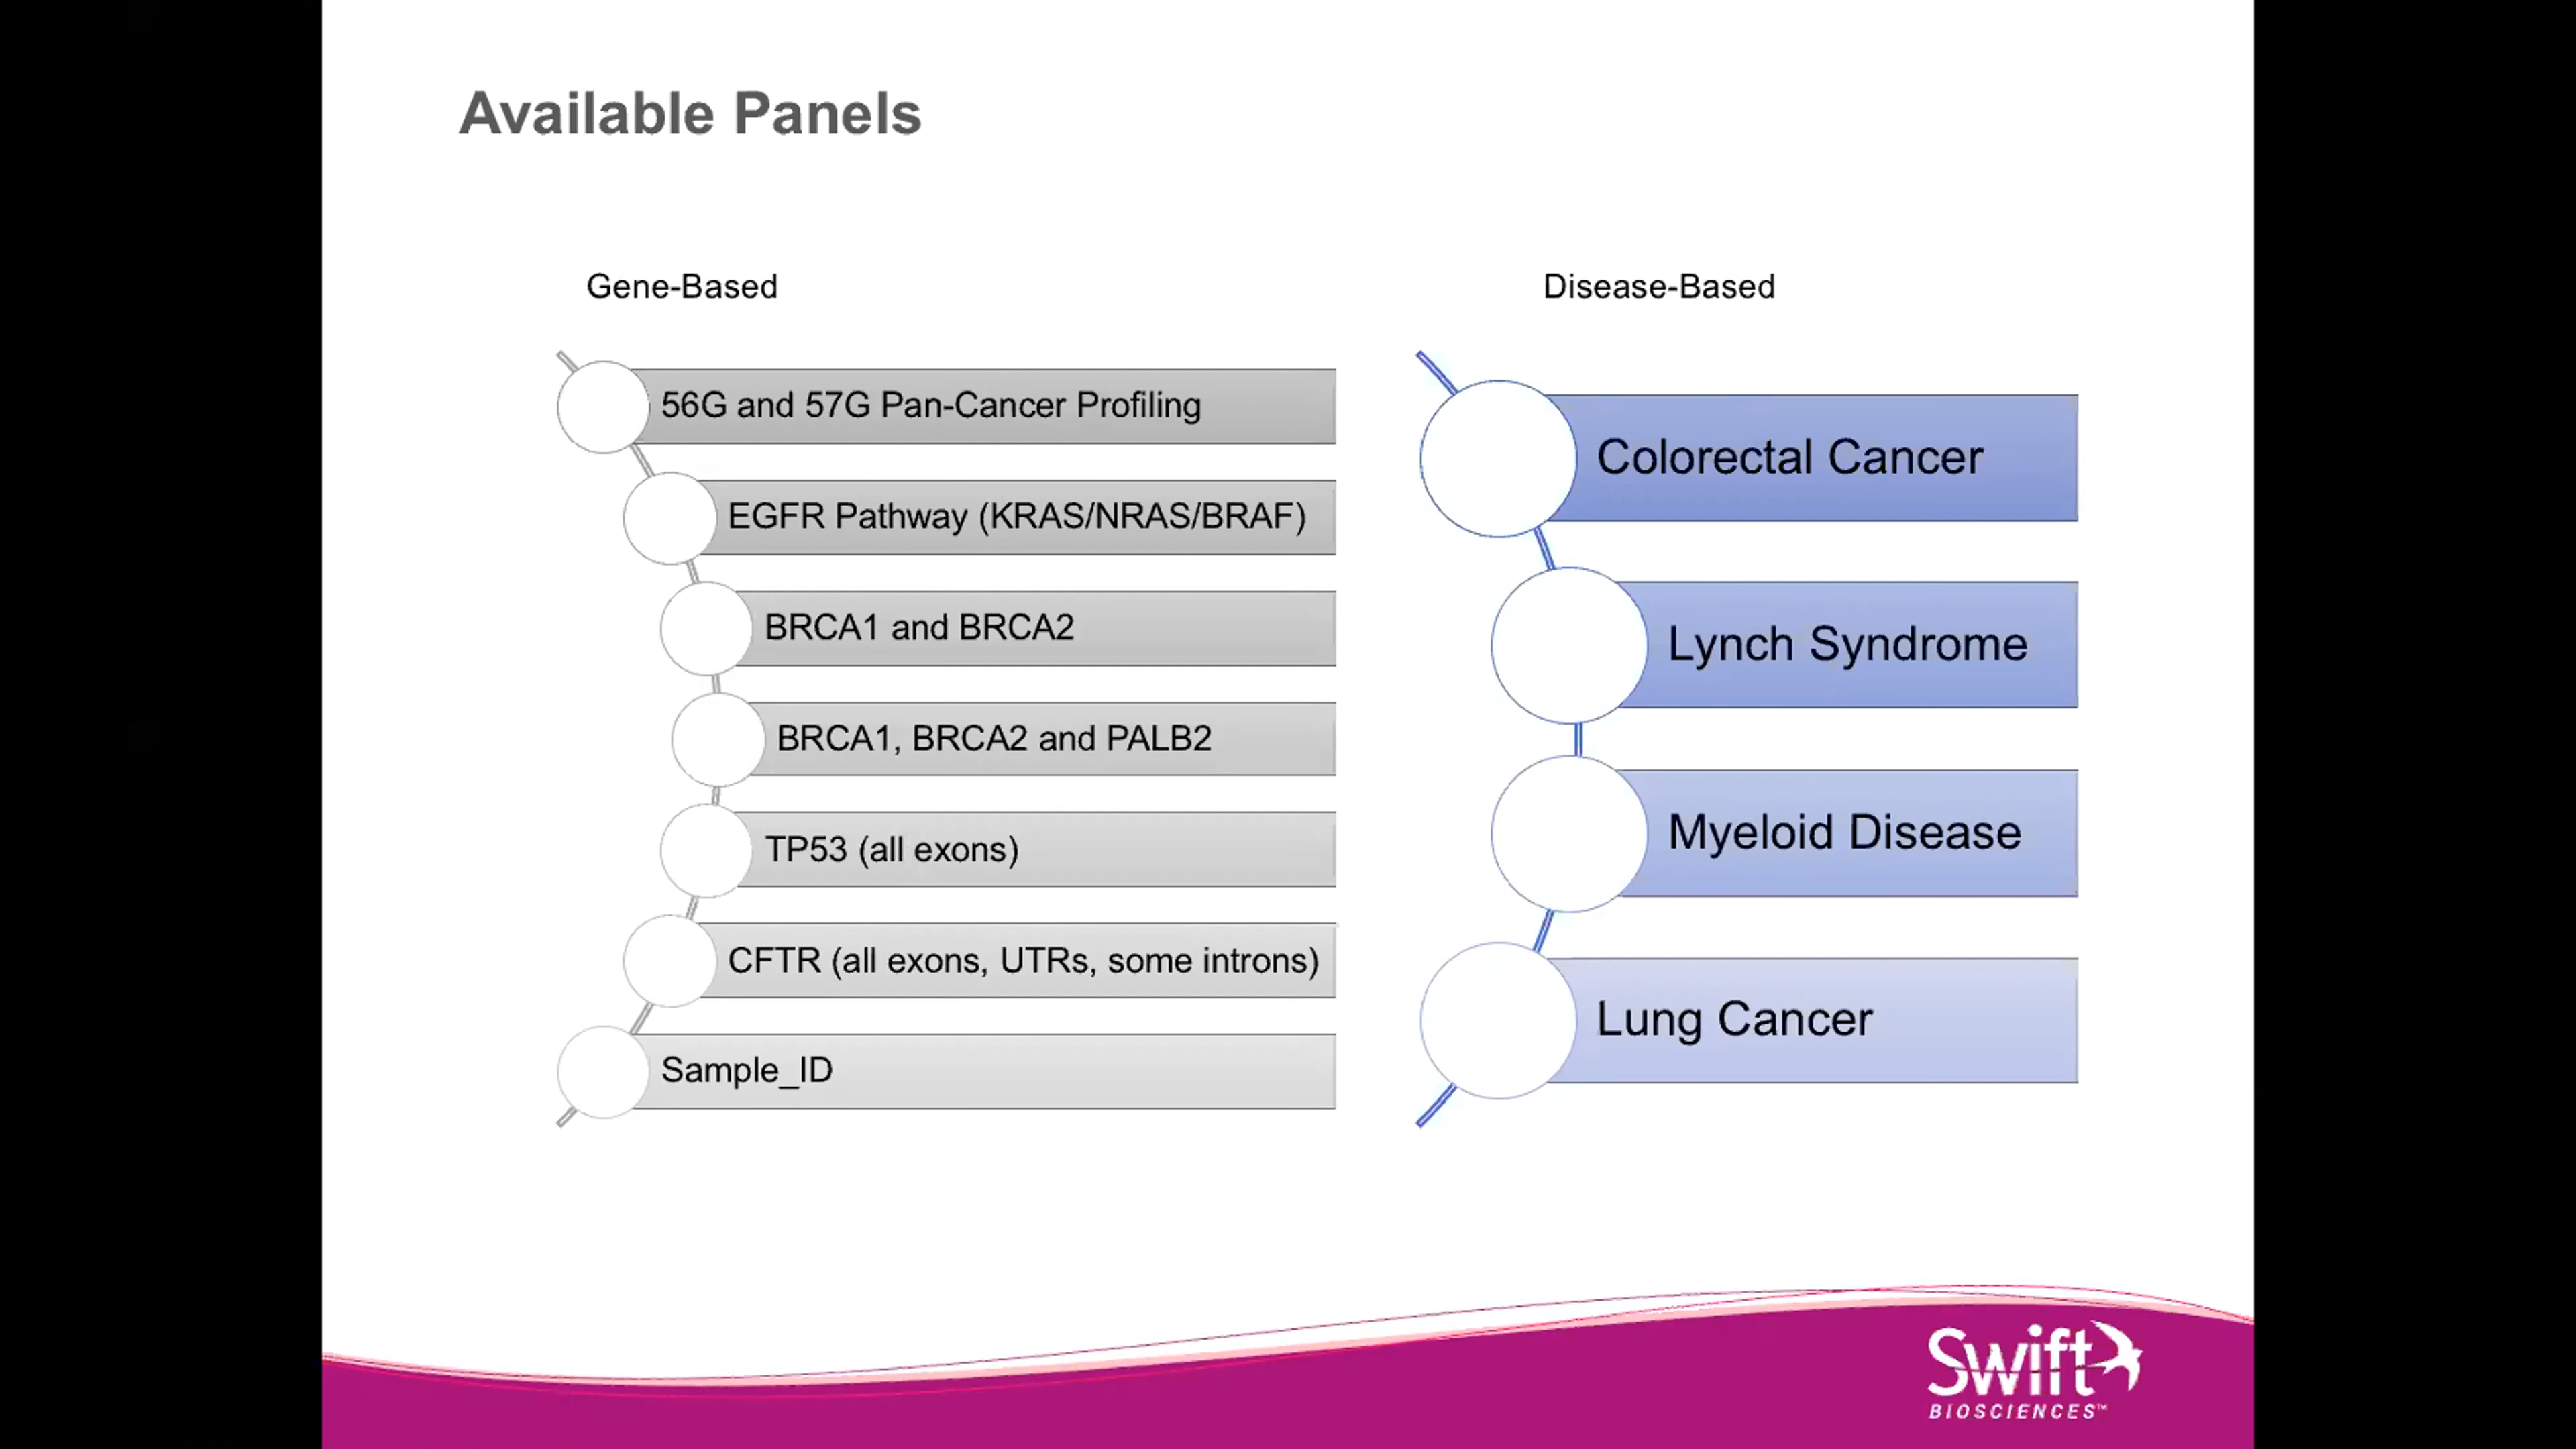 Available Panels
Gene-Based
56G and 57G Pan-Cancer Profiling
EGFR Pathway (KRAS/NRAS/BRAF)
BRCA1 and BRCA2
BRCA1, BRCA2 and PALB2
TP53 (all exons)
CFTR (all exons, UTRs, some introns)
Sample_ID
Disease-Based
Colorectal Cancer
Lynch Syndrome
Myeloid Disease
Lung Cancer
Swift
BIOSCIENCES™